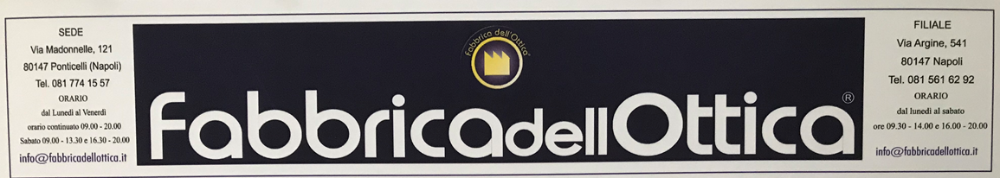 SEDE
Via Madonnelle, 121
80147 Ponticelli (Napoli)
Tel. 081 774 15 57
ORARIO
dal Lunedì al Venerdì
orario continuato 09.00 - 20.00
Sabato 09.00 - 13.30 e 16.30 - 20.00
info@fabbricadellottica.it
Fabbrica dell'Ottica®
fabbricadellOttica®
FILIALE
Via Argine, 541
80147 Napoli
Tel. 081 561 62 92
ORARIO
dal lunedì al sabato
ore 09.30 - 14.00 e 16.00 - 20.00
info@fabbricadellottica.it